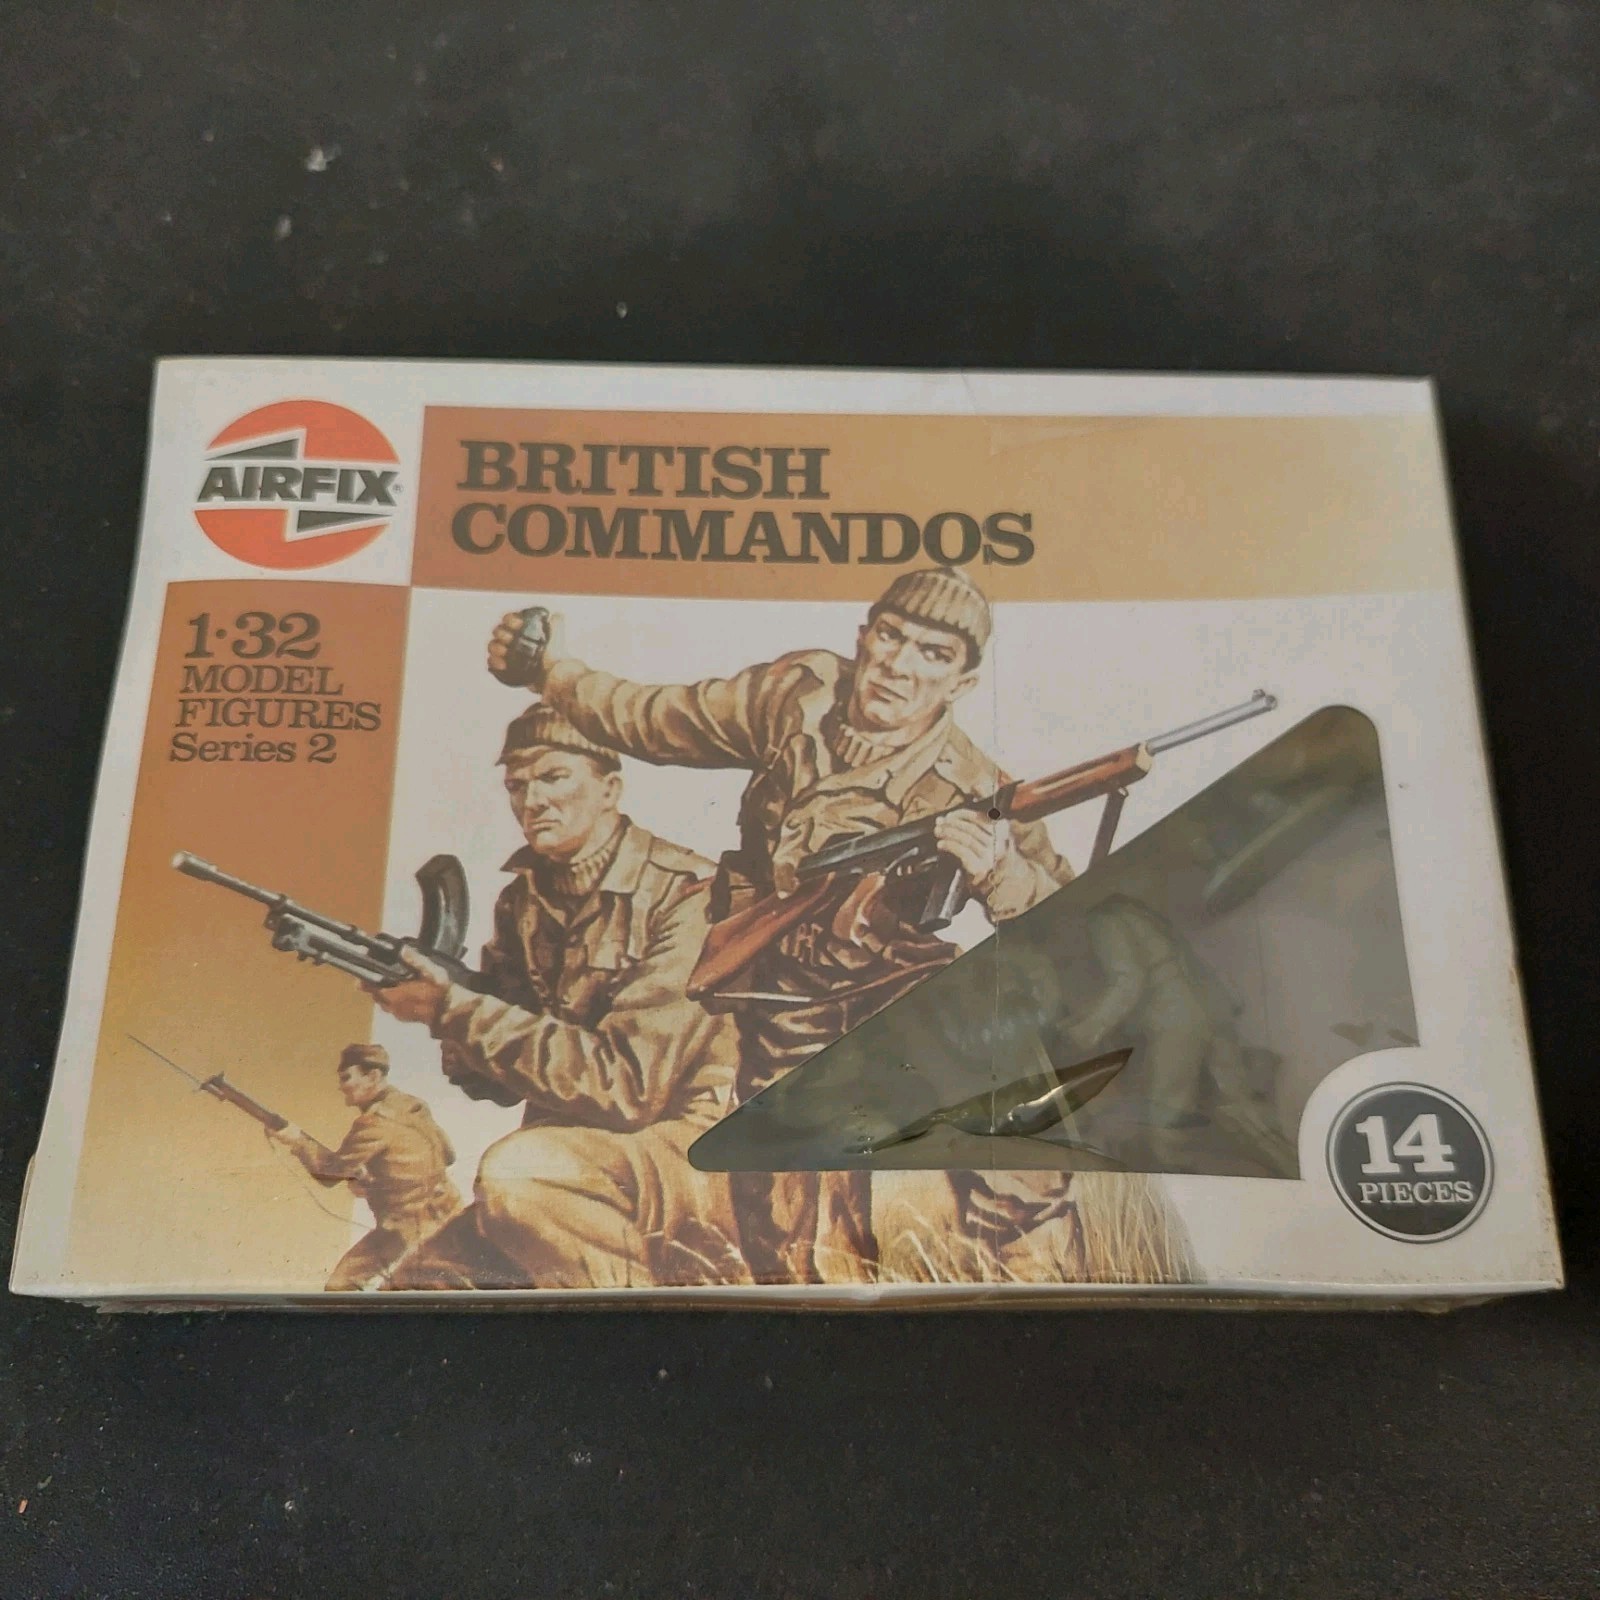 AIRFIX®
BRITISH
COMMANDOS
1·32
MODEL
FIGURES
Series 2
14
PIECES